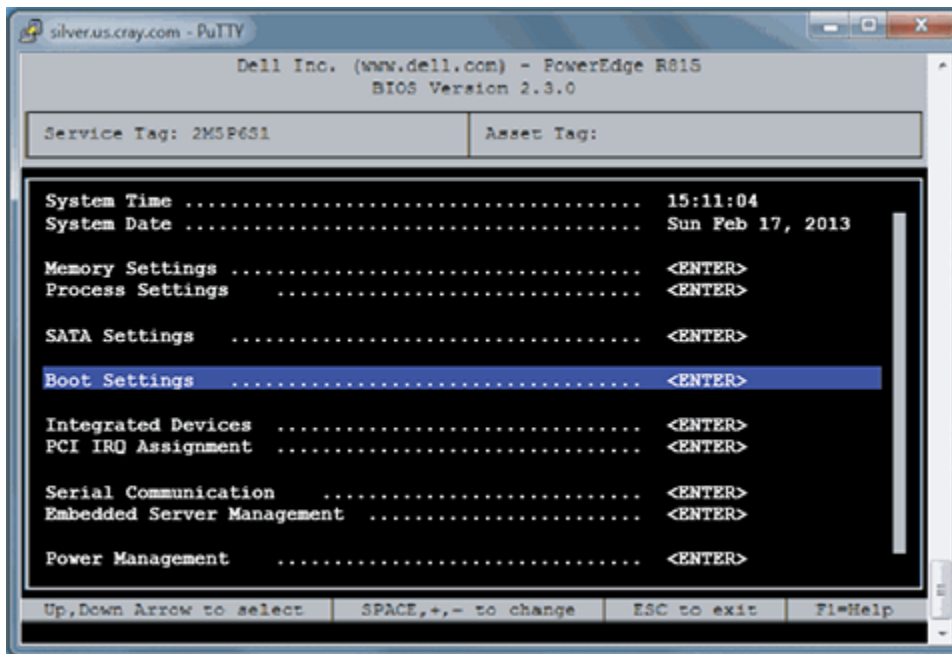 silver.us.cray.com - PuTTY
Dell Inc. (www.dell.com) - PowerEdge R815
BIOS Version 2.3.0
Service Tag: 2MSP6S1 Asset Tag:
System Time ........................................ 15:11:04
System Date ........................................ Sun Feb 17, 2013
Memory Settings .................................... <ENTER>
Process Settings ................................ <ENTER>
SATA Settings .................................... <ENTER>
Boot Settings .................................... <ENTER>
Integrated Devices ................................ <ENTER>
PCI IRQ Assignment ................................ <ENTER>
Serial Communication ............................ <ENTER>
Embedded Server Management ........................ <ENTER>
Power Management ................................ <ENTER>
Up,Down Arrow to select SPACE,+,- to change ESC to exit F1=Help